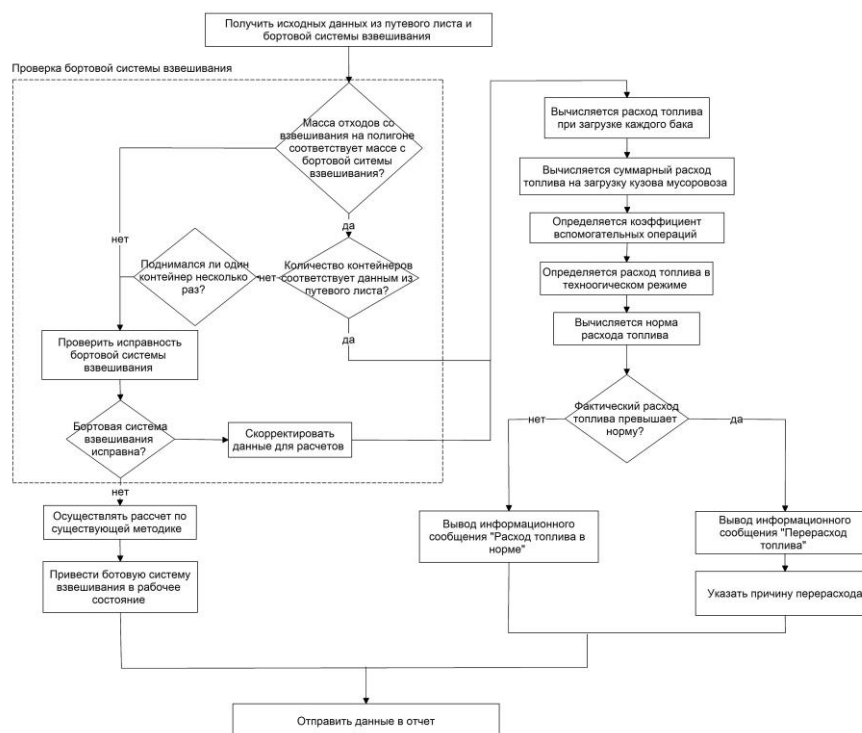 Получить исходных данных из путевого листа и
бортовой системы взвешивания
Проверка бортовой системы взвешивания
Масса отходов со
взвешивания на полигоне
соответствует массе с
бортовой ситемы
взвешивания?
нет
да
Поднимался ли один
контейнер несколько
раз?
нет
Количество контейнеров
соответствует данным из
путевого листа?
да
Проверить исправность
бортовой системы
взвешивания
Бортовая система
взвешивания
исправна?
Скорректировать
данные для расчетов
нет
Осуществлять рассчет по
существующей методике
Привести ботовую систему
взвешивания в рабочее
состояние
Вычисляется расход топлива
при загрузке каждого бака
Вычисляется суммарный расход
топлива на загрузку кузова мусоровоза
Определяется коэффициент
вспомогательных операций
Определяется расход топлива в
техноогическом режиме
Вычисляется норма
расхода топлива
Фактический расход
топлива превышает
норму?
нет
да
Вывод информационного
сообщения "Расход топлива в
норме"
Вывод информационного
сообщения "Перерасход
топлива"
Указать причину перерасхода
Отправить данные в отчет